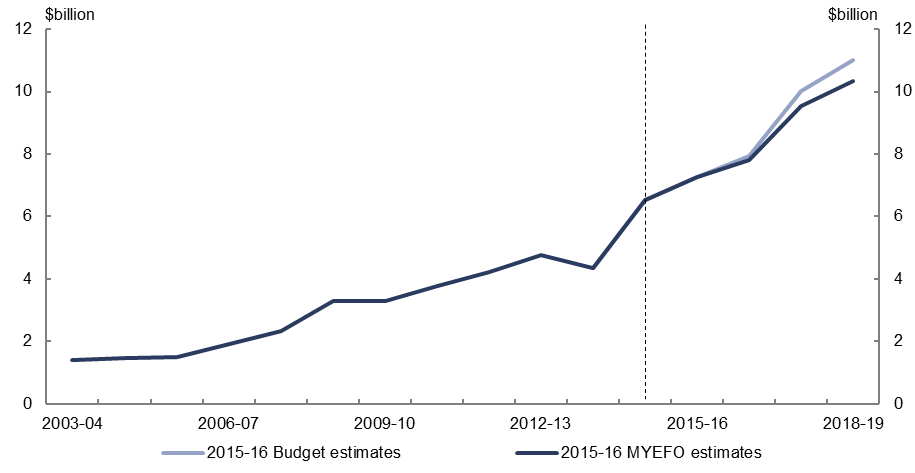 $billion $billion
12 12
10 10
8 8
6 6
4 4
2 2
0 0
2003-04 2006-07 2009-10 2012-13 2015-16 2018-19
2015-16 Budget estimates 2015-16 MYEFO estimates